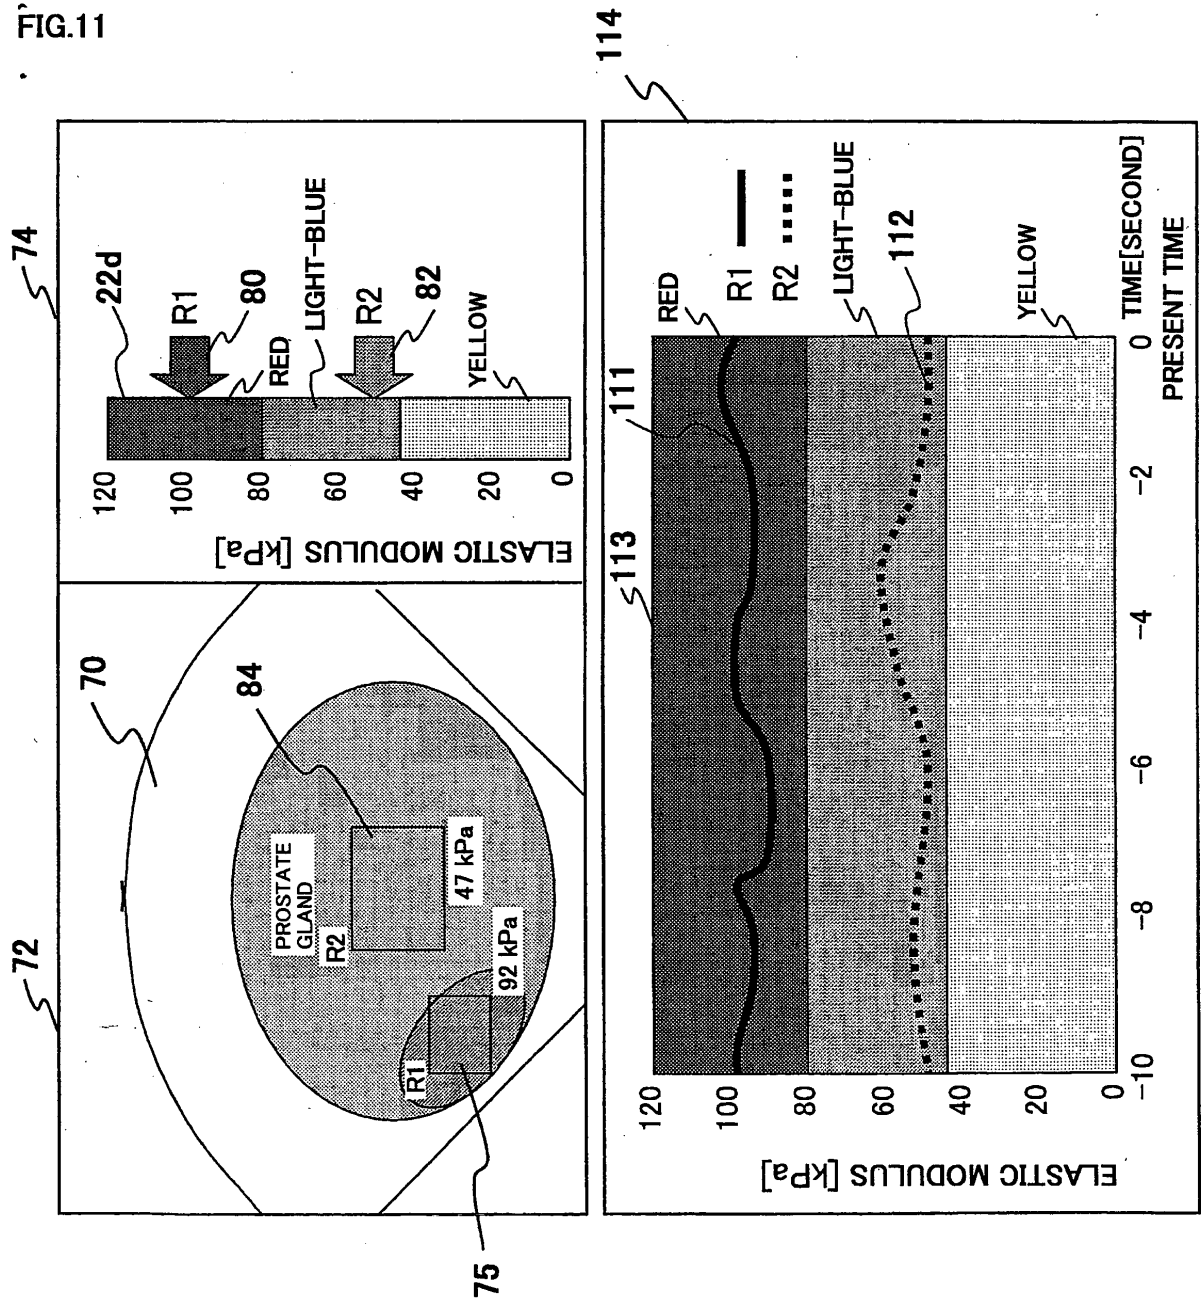 FIG.11
72
70
84
PROSTATE
GLAND
R2
47 kPa
R1
92 kPa
75
74
22d
R1
80
RED
LIGHT-BLUE
R2
82
YELLOW
120
100
80
60
40
20
0
ELASTIC MODULUS [kPa]
113
111
114
RED
R1
R2
LIGHT-BLUE
112
YELLOW
120
100
80
60
40
20
0
ELASTIC MODULUS [kPa]
-10
-8
-6
-4
-2
0
TIME[SECOND]
PRESENT TIME